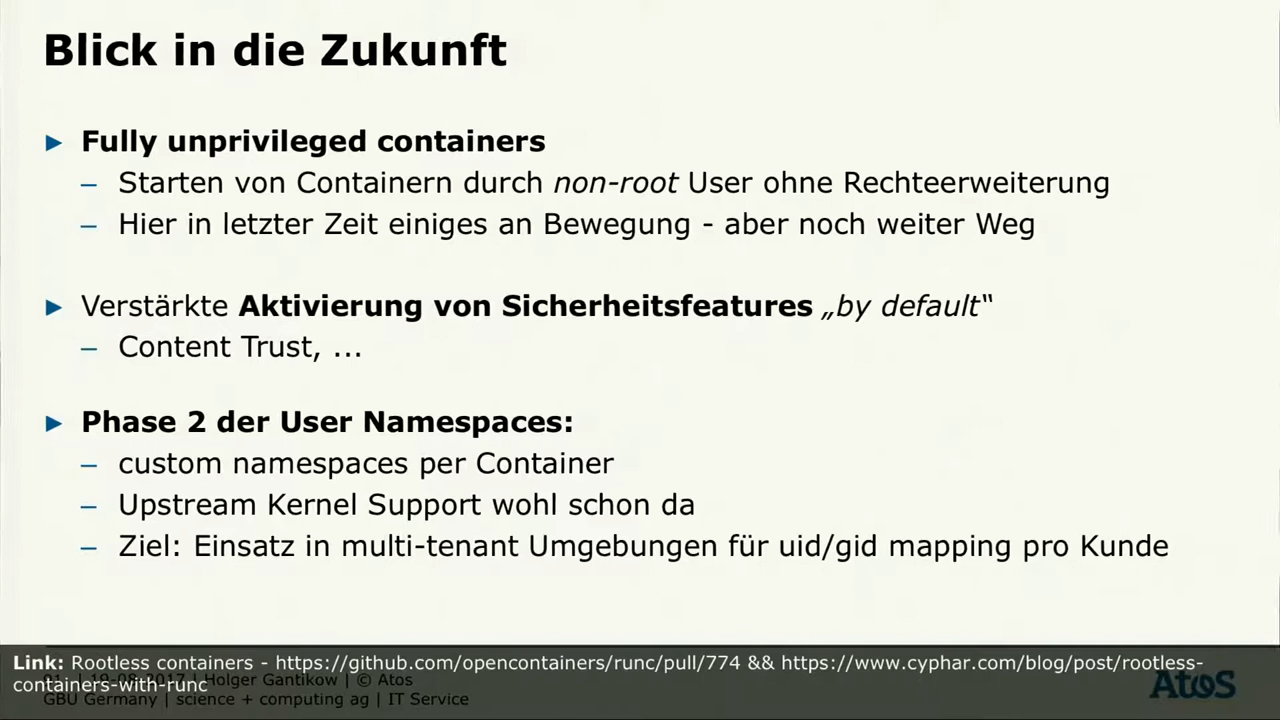 Blick in die Zukunft
► Fully unprivileged containers
– Starten von Containern durch non-root User ohne Rechteerweiterung
– Hier in letzter Zeit einiges an Bewegung - aber noch weiter Weg
► Verstärkte Aktivierung von Sicherheitsfeatures „by default“
– Content Trust, ...
► Phase 2 der User Namespaces:
– custom namespaces per Container
– Upstream Kernel Support wohl schon da
– Ziel: Einsatz in multi-tenant Umgebungen für uid/gid mapping pro Kunde
Link: Rootless containers - https://github.com/opencontainers/runc/pull/774 && https://www.cyphar.com/blog/post/rootless-
containers-with-runc
| Holger Gantikow | © Atos
GBU Germany | science + computing ag | IT Service
Atos